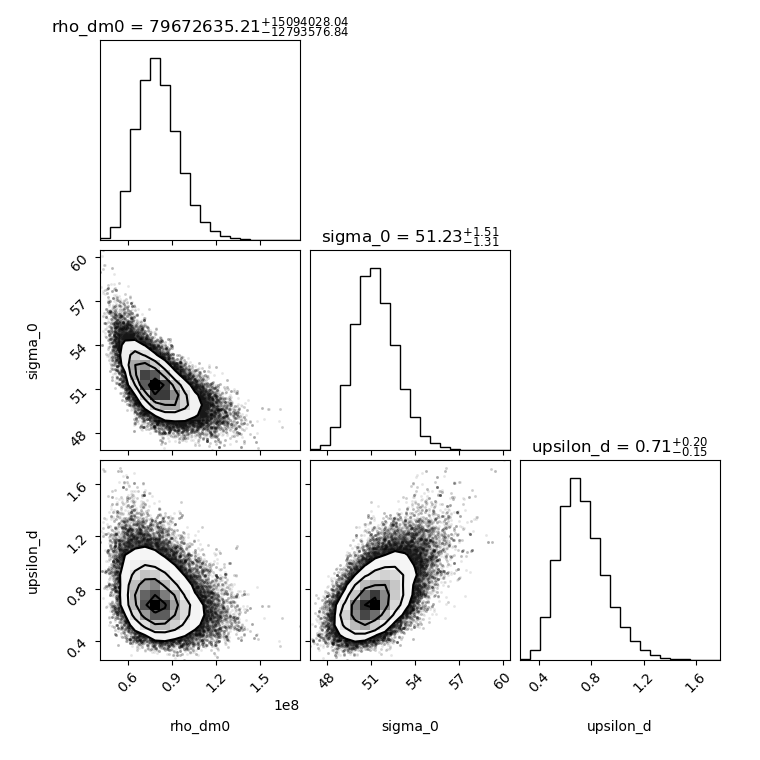 rho_dm0 = 79672635.21+15094028.04
−12793576.84
60
57
54
51
48
sigma_0
sigma_0 = 51.23+1.51
−1.31
1.6
1.2
0.8
0.4
upsilon_d
upsilon_d = 0.71+0.20
−0.15
0.6 0.9 1.2 1.5
1e8
rho_dm0
48 51 54 57 60
sigma_0
0.4 0.8 1.2 1.6
upsilon_d